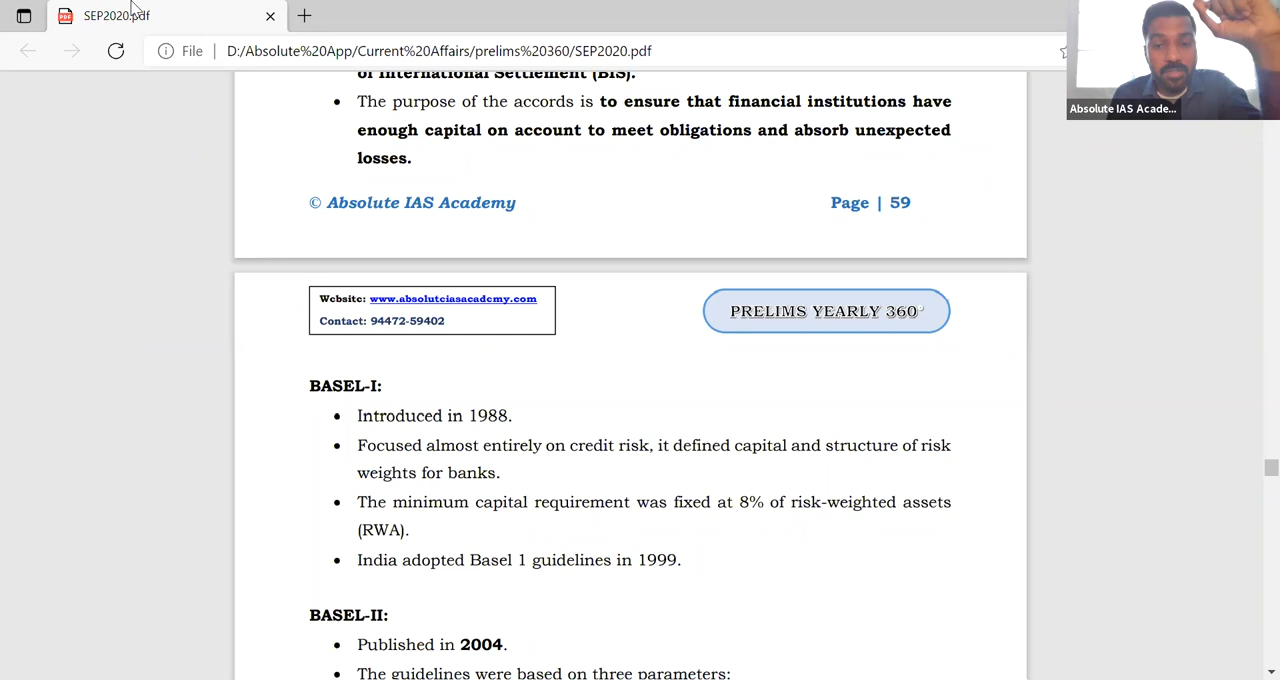 SEP2020.pdf
File
D:/Absolute%20App/Current%20Affairs/prelims%20360/SEP2020.pdf
Absolute IAS Acade...
of International Settlement (BIS).
• The purpose of the accords is to ensure that financial institutions have
enough capital on account to meet obligations and absorb unexpected
losses.
© Absolute IAS Academy
Page | 59
Website: www.absoluteiasacademy.com
Contact: 94472-59402
PRELIMS YEARLY 360°
BASEL-I:
• Introduced in 1988.
• Focused almost entirely on credit risk, it defined capital and structure of risk
weights for banks.
• The minimum capital requirement was fixed at 8% of risk-weighted assets
(RWA).
• India adopted Basel 1 guidelines in 1999.
BASEL-II:
• Published in 2004.
• The guidelines were based on three parameters: